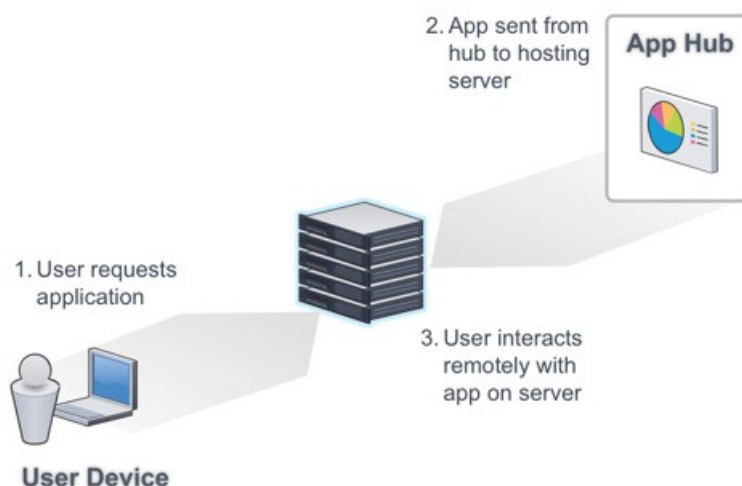 2. App sent from
hub to hosting
server
App Hub
1. User requests
application
3. User interacts
remotely with
app on server
User Device